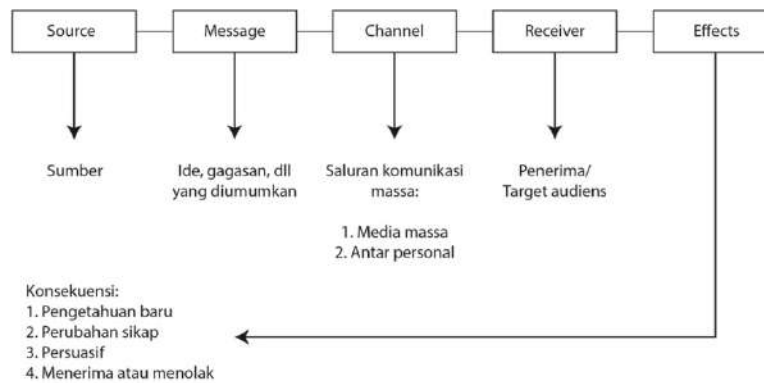 Source
Message
Channel
Receiver
Effects
Sumber
Ide, gagasan, dll
yang diumumkan
Saluran komunikasi
massa:
1. Media massa
2. Antar personal
Penerima/
Target audiens
Konsekuensi:
1. Pengetahuan baru
2. Perubahan sikap
3. Persuasif
4. Menerima atau menolak